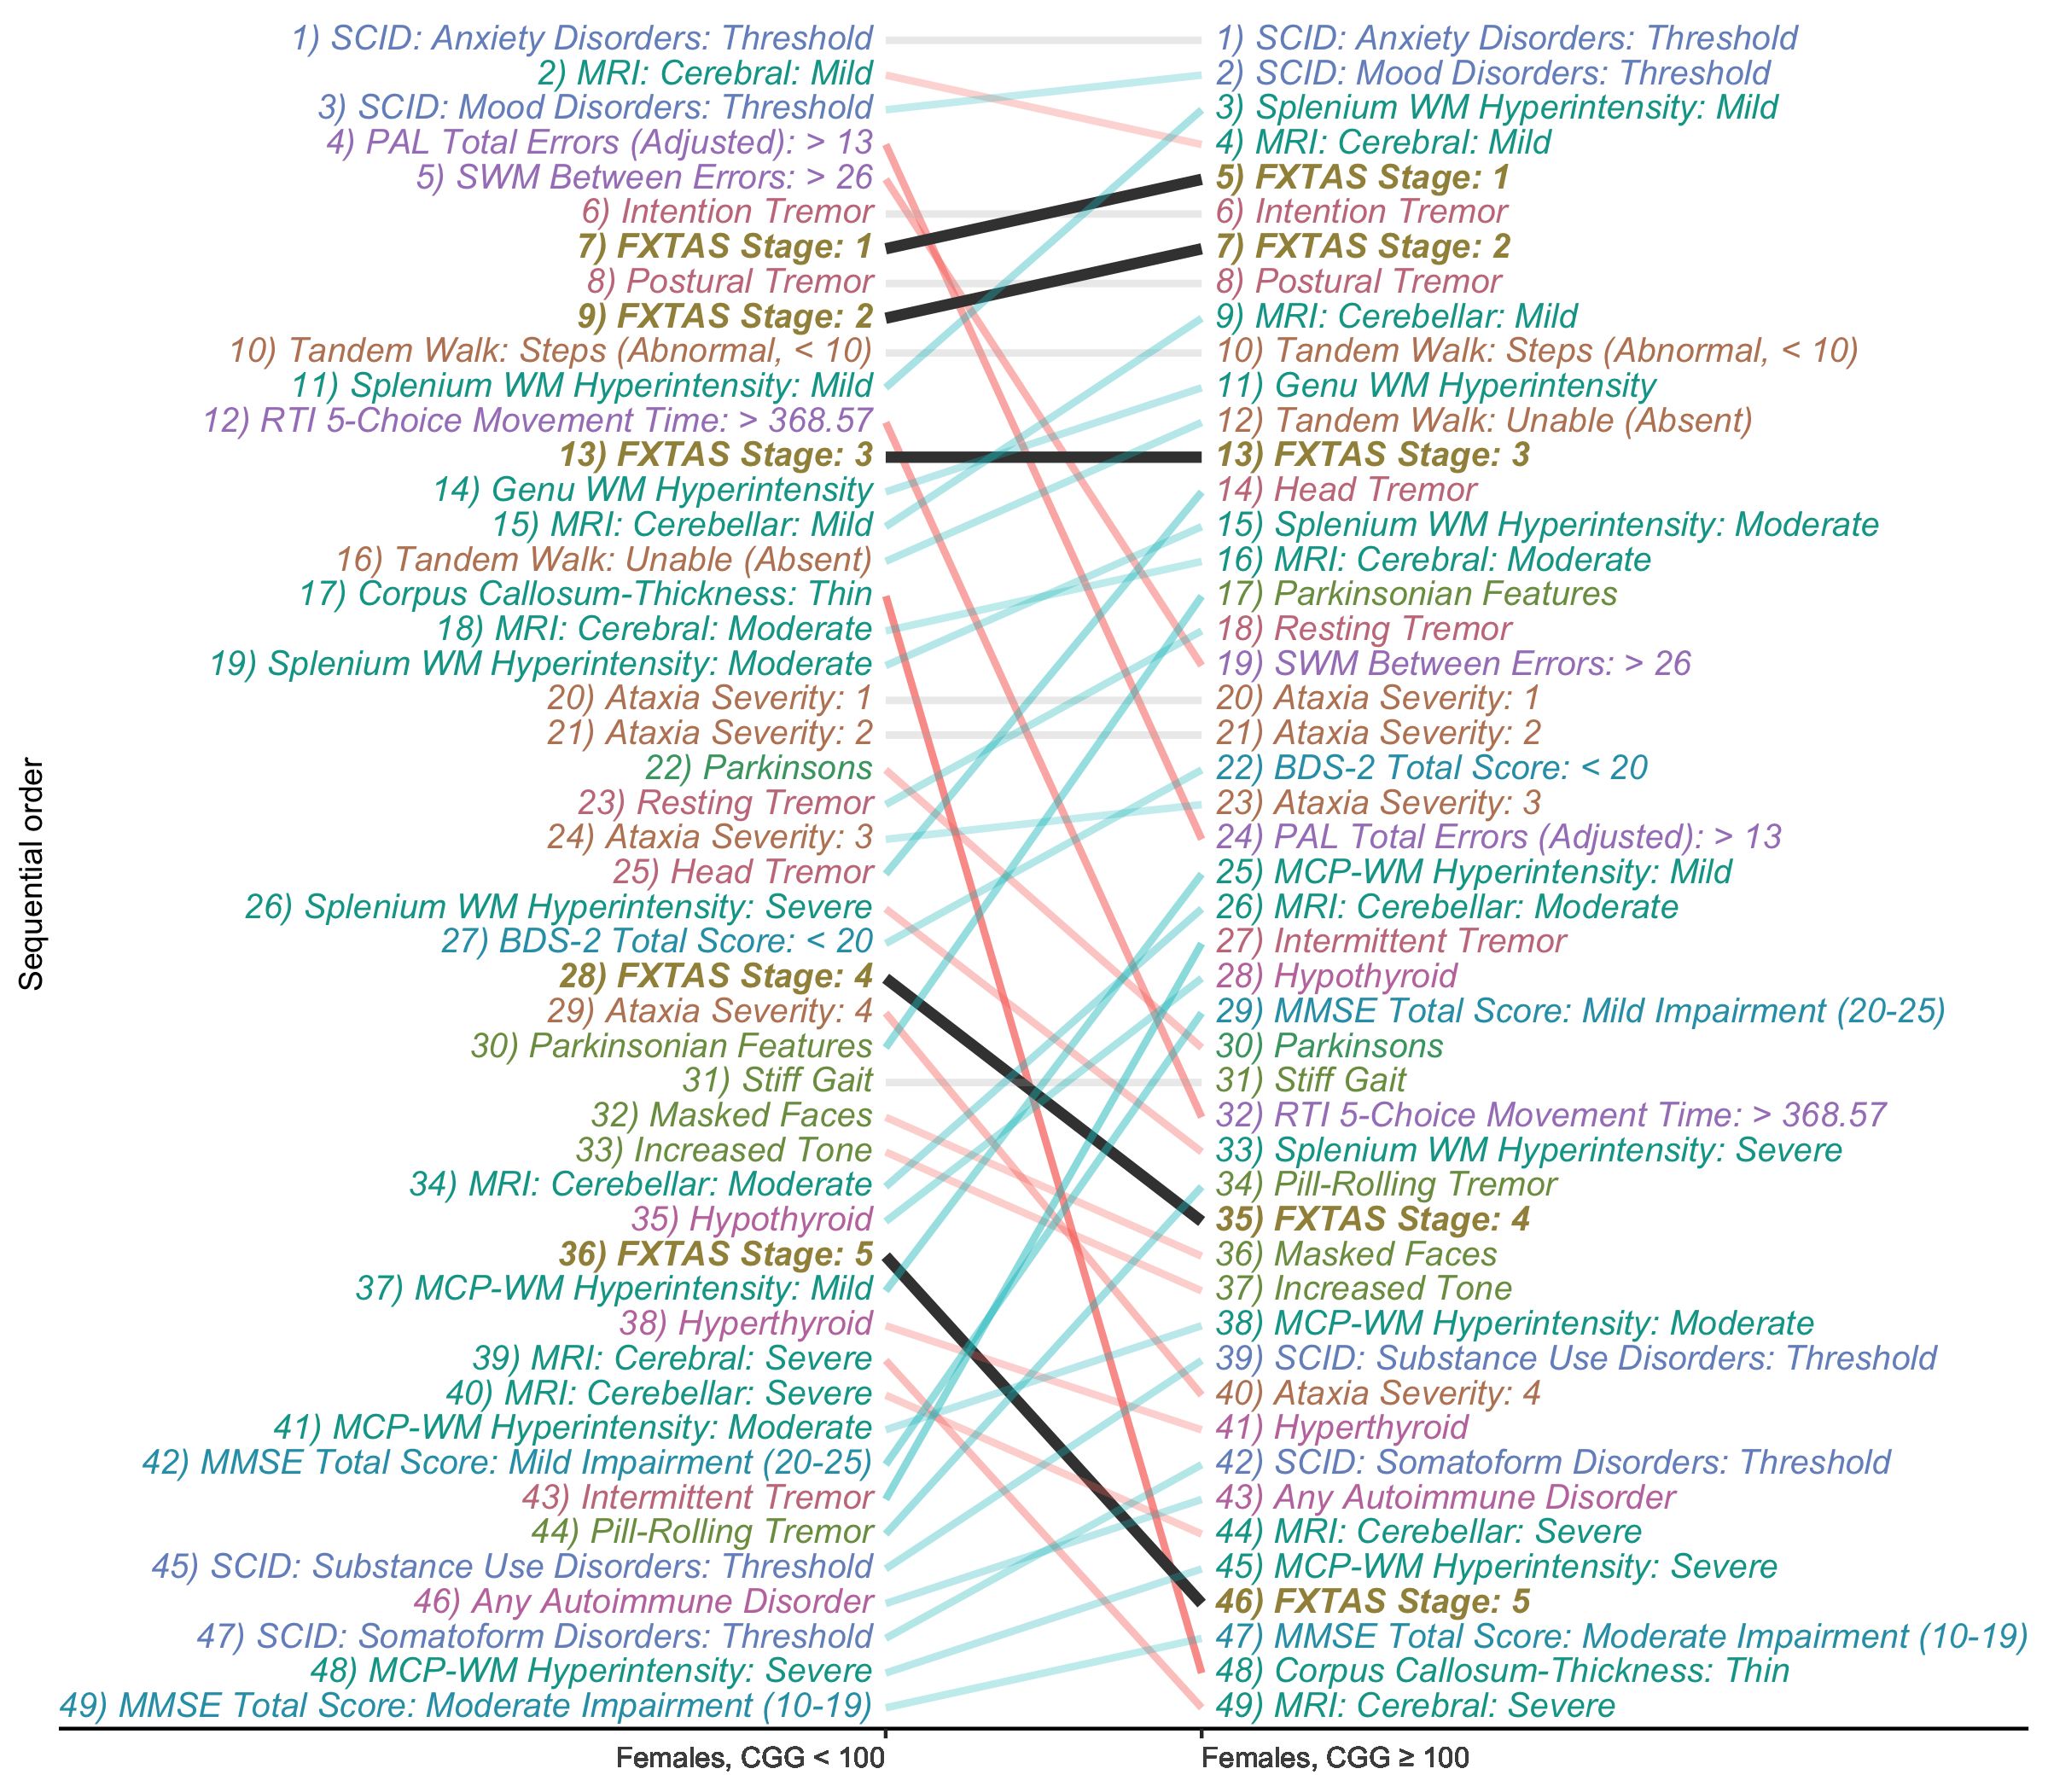 Sequential order
1) SCID: Anxiety Disorders: Threshold
2) MRI: Cerebral: Mild
3) SCID: Mood Disorders: Threshold
4) PAL Total Errors (Adjusted): > 13
5) SWM Between Errors: > 26
6) Intention Tremor
7) FXTAS Stage: 1
8) Postural Tremor
9) FXTAS Stage: 2
10) Tandem Walk: Steps (Abnormal, < 10)
11) Splenium WM Hyperintensity: Mild
12) RTI 5-Choice Movement Time: > 368.57
13) FXTAS Stage: 3
14) Genu WM Hyperintensity
15) MRI: Cerebellar: Mild
16) Tandem Walk: Unable (Absent)
17) Corpus Callosum-Thickness: Thin
18) MRI: Cerebral: Moderate
19) Splenium WM Hyperintensity: Moderate
20) Ataxia Severity: 1
21) Ataxia Severity: 2
22) Parkinsons
23) Resting Tremor
24) Ataxia Severity: 3
25) Head Tremor
26) Splenium WM Hyperintensity: Severe
27) BDS-2 Total Score: < 20
28) FXTAS Stage: 4
29) Ataxia Severity: 4
30) Parkinsonian Features
31) Stiff Gait
32) Masked Faces
33) Increased Tone
34) MRI: Cerebellar: Moderate
35) Hypothyroid
36) FXTAS Stage: 5
37) MCP-WM Hyperintensity: Mild
38) Hyperthyroid
39) MRI: Cerebral: Severe
40) MRI: Cerebellar: Severe
41) MCP-WM Hyperintensity: Moderate
42) MMSE Total Score: Mild Impairment (20-25)
43) Intermittent Tremor
44) Pill-Rolling Tremor
45) SCID: Substance Use Disorders: Threshold
46) Any Autoimmune Disorder
47) SCID: Somatoform Disorders: Threshold
48) MCP-WM Hyperintensity: Severe
49) MMSE Total Score: Moderate Impairment (10-19)
1) SCID: Anxiety Disorders: Threshold
2) SCID: Mood Disorders: Threshold
3) Splenium WM Hyperintensity: Mild
4) MRI: Cerebral: Mild
5) FXTAS Stage: 1
6) Intention Tremor
7) FXTAS Stage: 2
8) Postural Tremor
9) MRI: Cerebellar: Mild
10) Tandem Walk: Steps (Abnormal, < 10)
11) Genu WM Hyperintensity
12) Tandem Walk: Unable (Absent)
13) FXTAS Stage: 3
14) Head Tremor
15) Splenium WM Hyperintensity: Moderate
16) MRI: Cerebral: Moderate
17) Parkinsonian Features
18) Resting Tremor
19) SWM Between Errors: > 26
20) Ataxia Severity: 1
21) Ataxia Severity: 2
22) BDS-2 Total Score: < 20
23) Ataxia Severity: 3
24) PAL Total Errors (Adjusted): > 13
25) MCP-WM Hyperintensity: Mild
26) MRI: Cerebellar: Moderate
27) Intermittent Tremor
28) Hypothyroid
29) MMSE Total Score: Mild Impairment (20-25)
30) Parkinsons
31) Stiff Gait
32) RTI 5-Choice Movement Time: > 368.57
33) Splenium WM Hyperintensity: Severe
34) Pill-Rolling Tremor
35) FXTAS Stage: 4
36) Masked Faces
37) Increased Tone
38) MCP-WM Hyperintensity: Moderate
39) SCID: Substance Use Disorders: Threshold
40) Ataxia Severity: 4
41) Hyperthyroid
42) SCID: Somatoform Disorders: Threshold
43) Any Autoimmune Disorder
44) MRI: Cerebellar: Severe
45) MCP-WM Hyperintensity: Severe
46) FXTAS Stage: 5
47) MMSE Total Score: Moderate Impairment (10-19)
48) Corpus Callosum-Thickness: Thin
49) MRI: Cerebral: Severe
Females, CGG < 100
Females, CGG ≥ 100